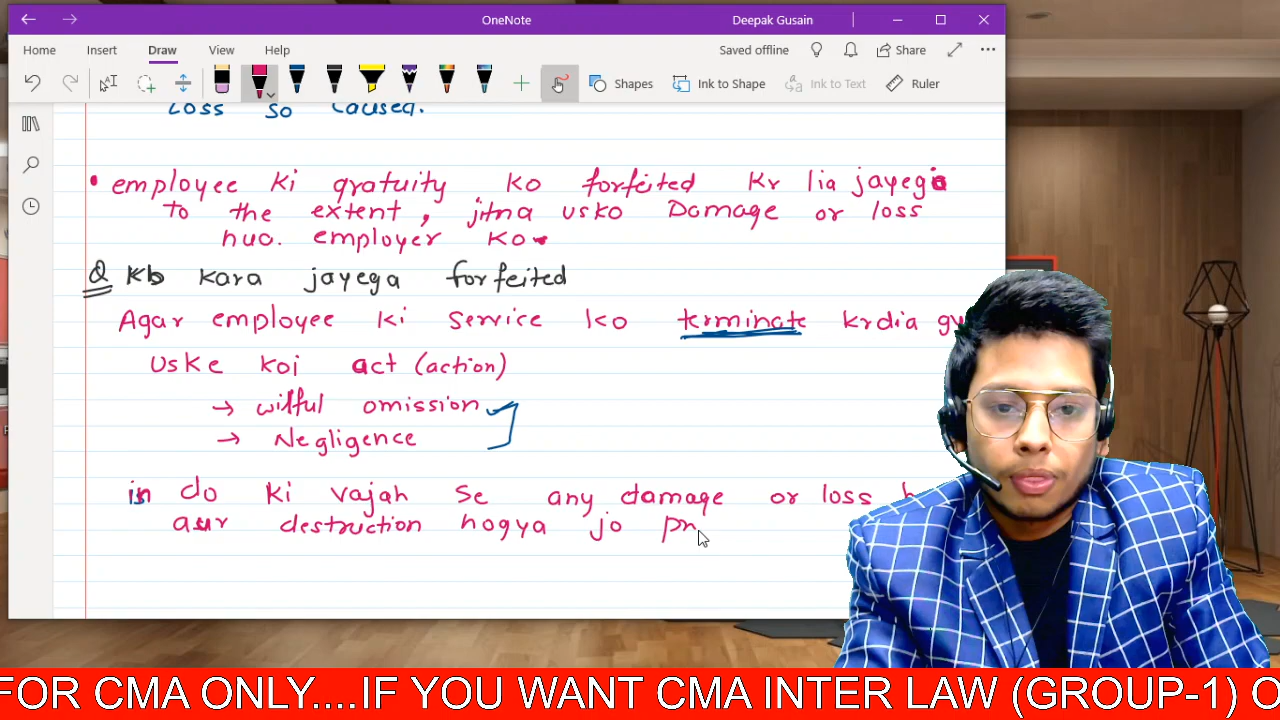 OneNote
Deepak Gusain
Home Insert Draw View Help
Saved offline
Share
Shapes
Ink to Shape
Ink to Text
Ruler
Loss so caused.
• employee ki gratuity ko forfeited kr lia jayega
to the extent, jitna usko Damage or loss
hua. employer ko
Q Kb kara jayega forfeited
Agar employee ki service ko terminate krdia
uske koi act (action)
→ wilful omission
→ Negligence
in do ki vajah se any damage or loss
aur destruction hogya jo
FOR CMA ONLY....IF YOU WANT CMA INTER LAW (GROUP-1)